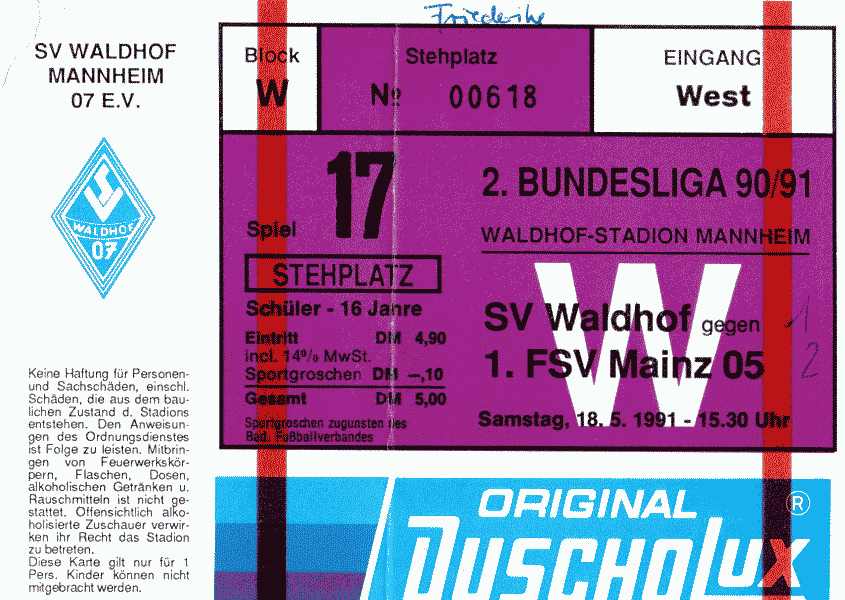 Friederike
SV WALDHOF
MANNHEIM
07 E.V.
WALDHOF
07
Keine Haftung für Personen-
und Sachschäden, einschl.
Schäden, die aus dem bau-
lichen Zustand d. Stadions
entstehen. Den Anweisun-
gen des Ordnungsdienstes
ist Folge zu leisten. Mitbrin-
gen von Feuerwerkskör-
pern, Flaschen, Dosen,
alkoholischen Getränken u.
Rauschmitteln ist nicht ge-
stattet. Offensichtlich alko-
holisierte Zuschauer verwir-
ken ihr Recht das Stadion
zu betreten.
Diese Karte gilt nur für 1
Pers. Kinder können nicht
mitgebracht werden.
Block
W
Stehplatz
№ 00618
EINGANG
West
Spiel 17
STEHPLATZ
Schüler - 16 Jahre
Eintritt DM 4,90
incl. 14% MwSt.
Sportgroschen DM –,10
Gesamt DM 5,00
Sportgroschen zugunsten des
Bad. Fußballverbandes
2. BUNDESLIGA 90/91
WALDHOF-STADION MANNHEIM
W
SV Waldhof gegen 1
1. FSV Mainz 05 2
Samstag, 18. 5. 1991 - 15.30 Uhr
ORIGINAL ®
DUSCHOLUX